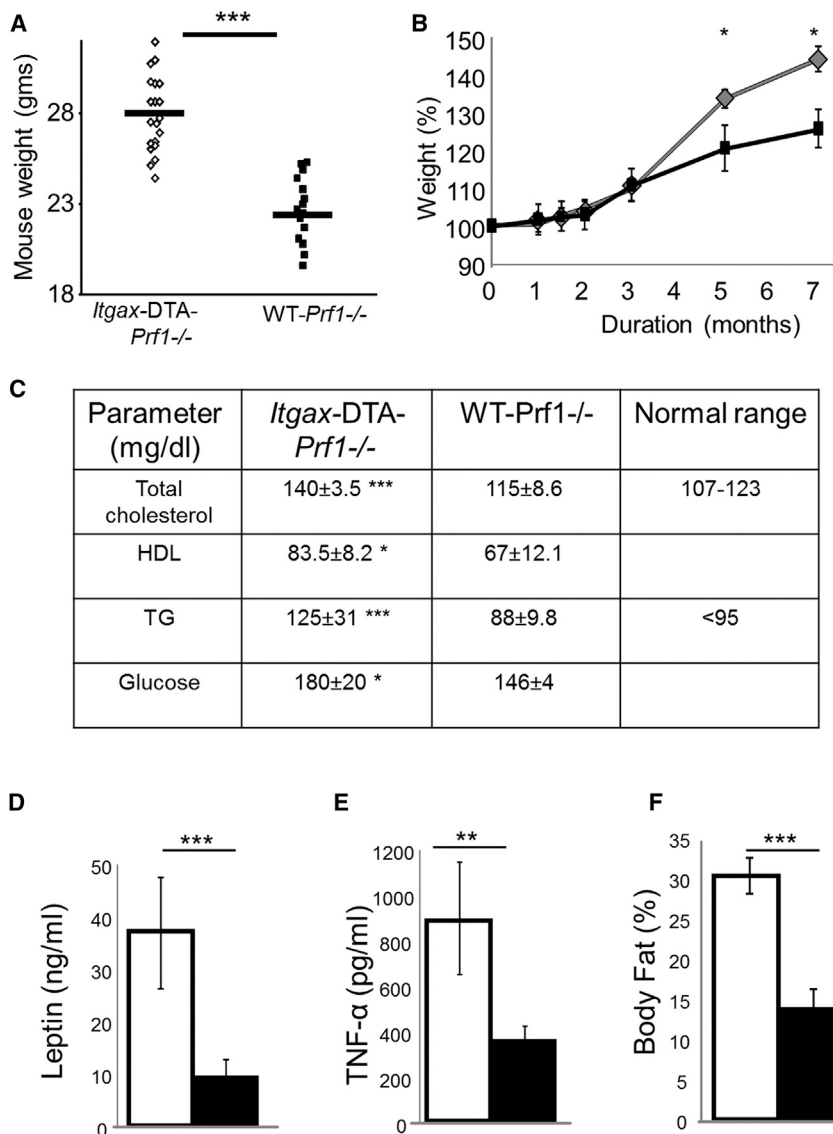 A
***
Mouse weight (gms)
28
23
18
Itgax-DTA-
Prf1-/-
WT-Prf1-/-
B
* *
Weight (%)
150
140
130
120
110
100
90
0 1 2 3 4 5 6 7
Duration (months)
C
Parameter (mg/dl) Itgax-DTA-Prf1-/- WT-Prf1-/- Normal range
Total cholesterol 140±3.5 *** 115±8.6 107-123
HDL 83.5±8.2 * 67±12.1
TG 125±31 *** 88±9.8 <95
Glucose 180±20 * 146±4
D
***
Leptin (ng/ml)
50
40
30
20
10
0
E
**
TNF-α (pg/ml)
1200
1000
800
600
400
200
0
F
***
Body Fat (%)
35
30
25
20
15
10
5
0